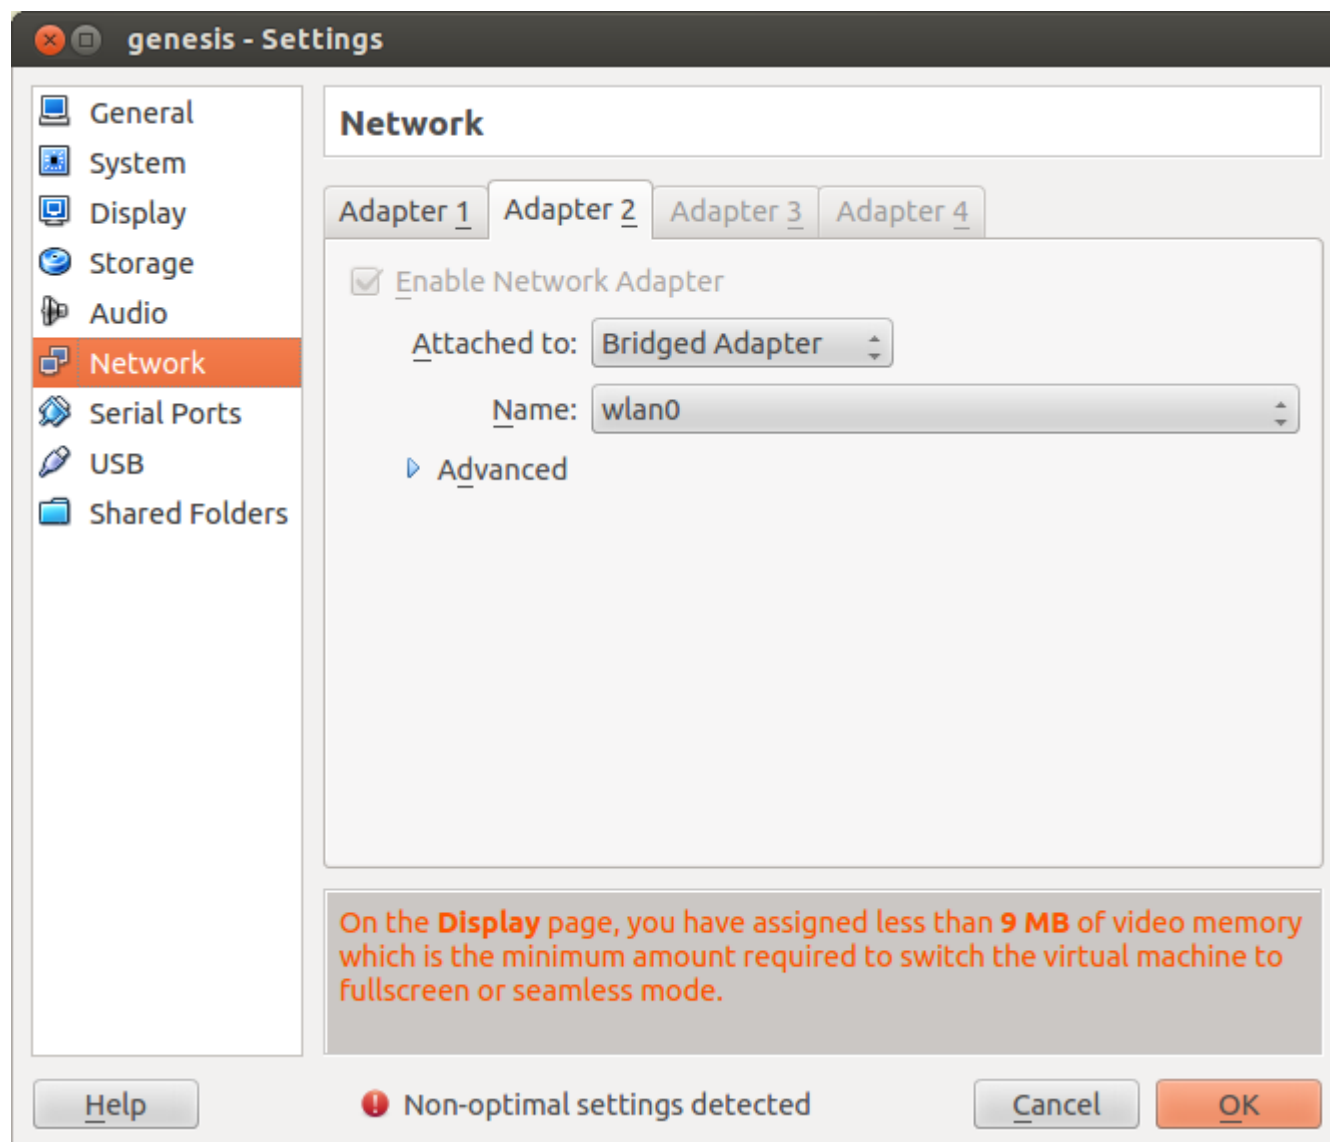 genesis - Settings
General
System
Display
Storage
Audio
Network
Serial Ports
USB
Shared Folders
Network
Adapter 1 Adapter 2 Adapter 3 Adapter 4
Enable Network Adapter
Attached to: Bridged Adapter
Name: wlan0
Advanced
On the Display page, you have assigned less than 9 MB of video memory
which is the minimum amount required to switch the virtual machine to
fullscreen or seamless mode.
Help Non-optimal settings detected Cancel OK